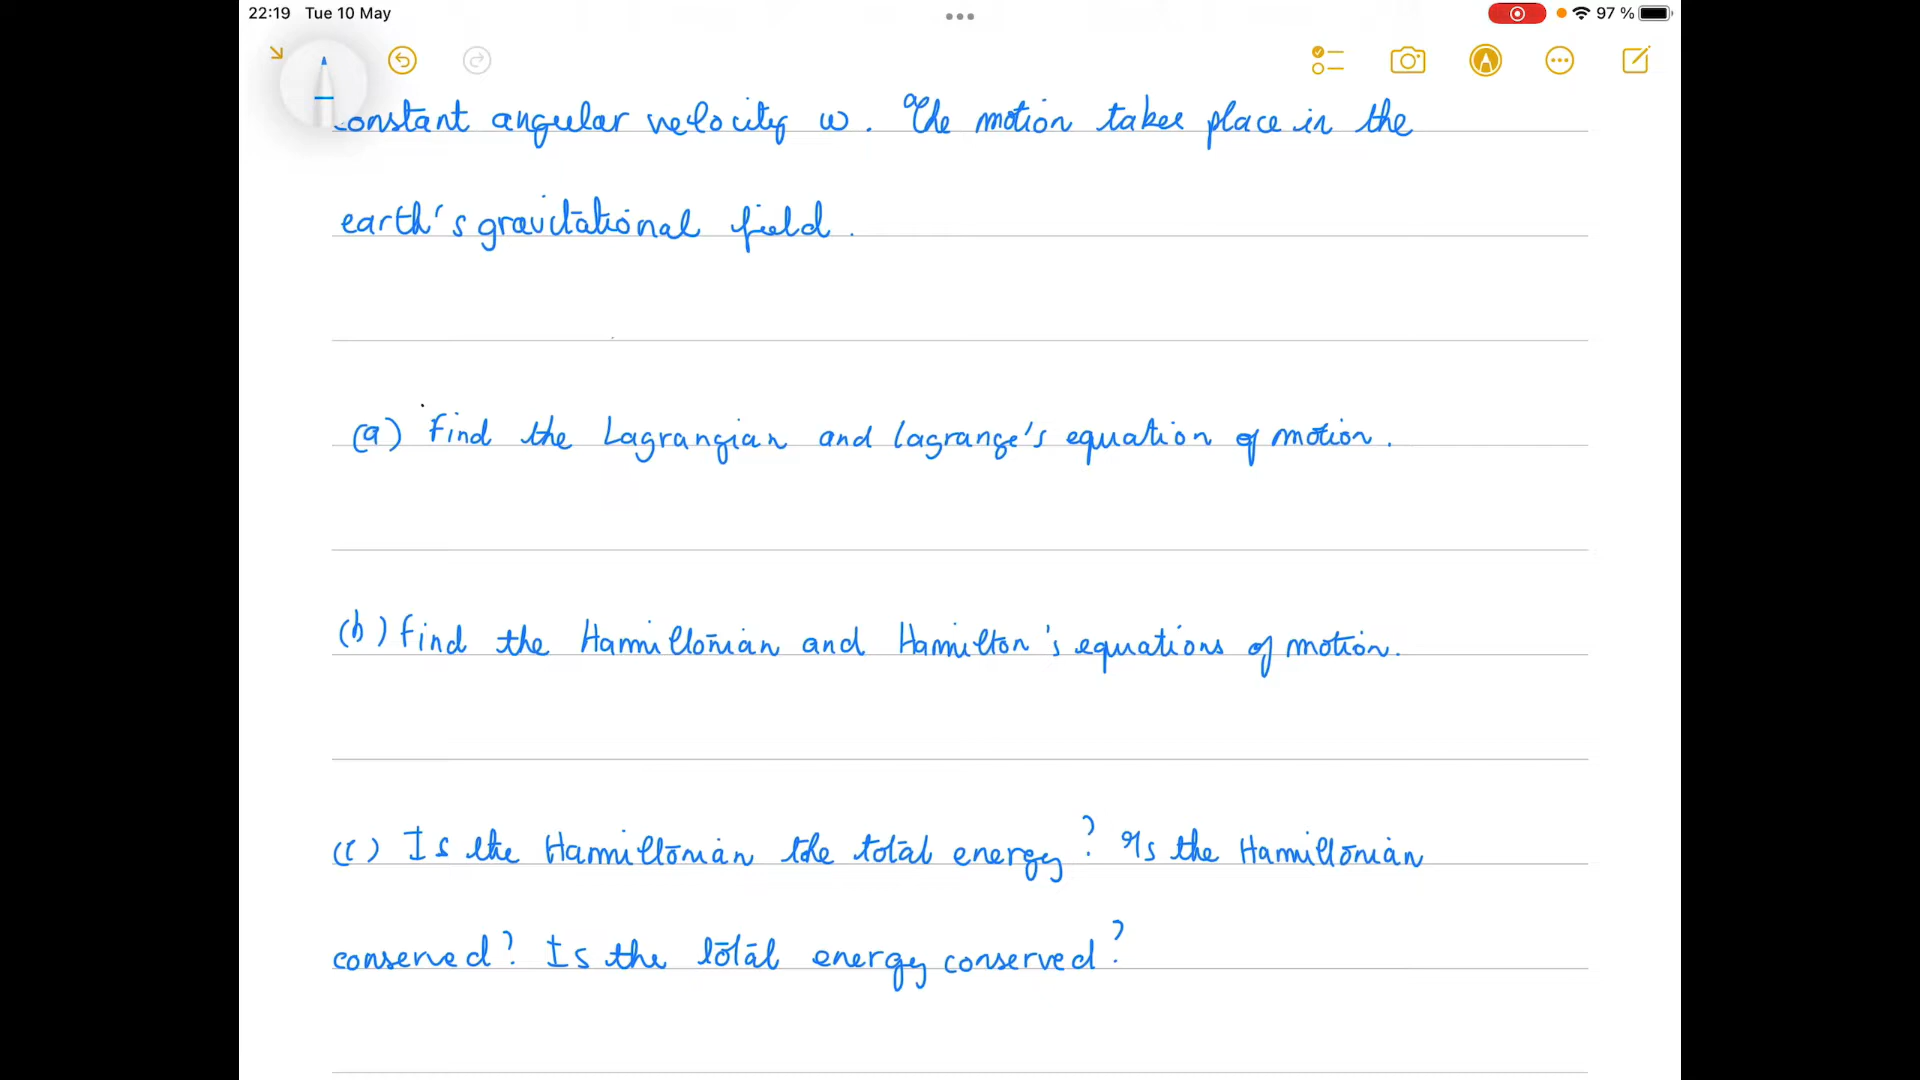 22:19 Tue 10 May
97 %
constant angular velocity ω. The motion takes place in the
earth's gravitational field.
(a) Find the Lagrangian and lagrange's equation of motion.
(b) find the Hamiltonian and Hamilton's equations of motion.
(c) Is the Hamiltonian the total energy? Is the Hamiltonian
conserved? Is the total energy conserved?